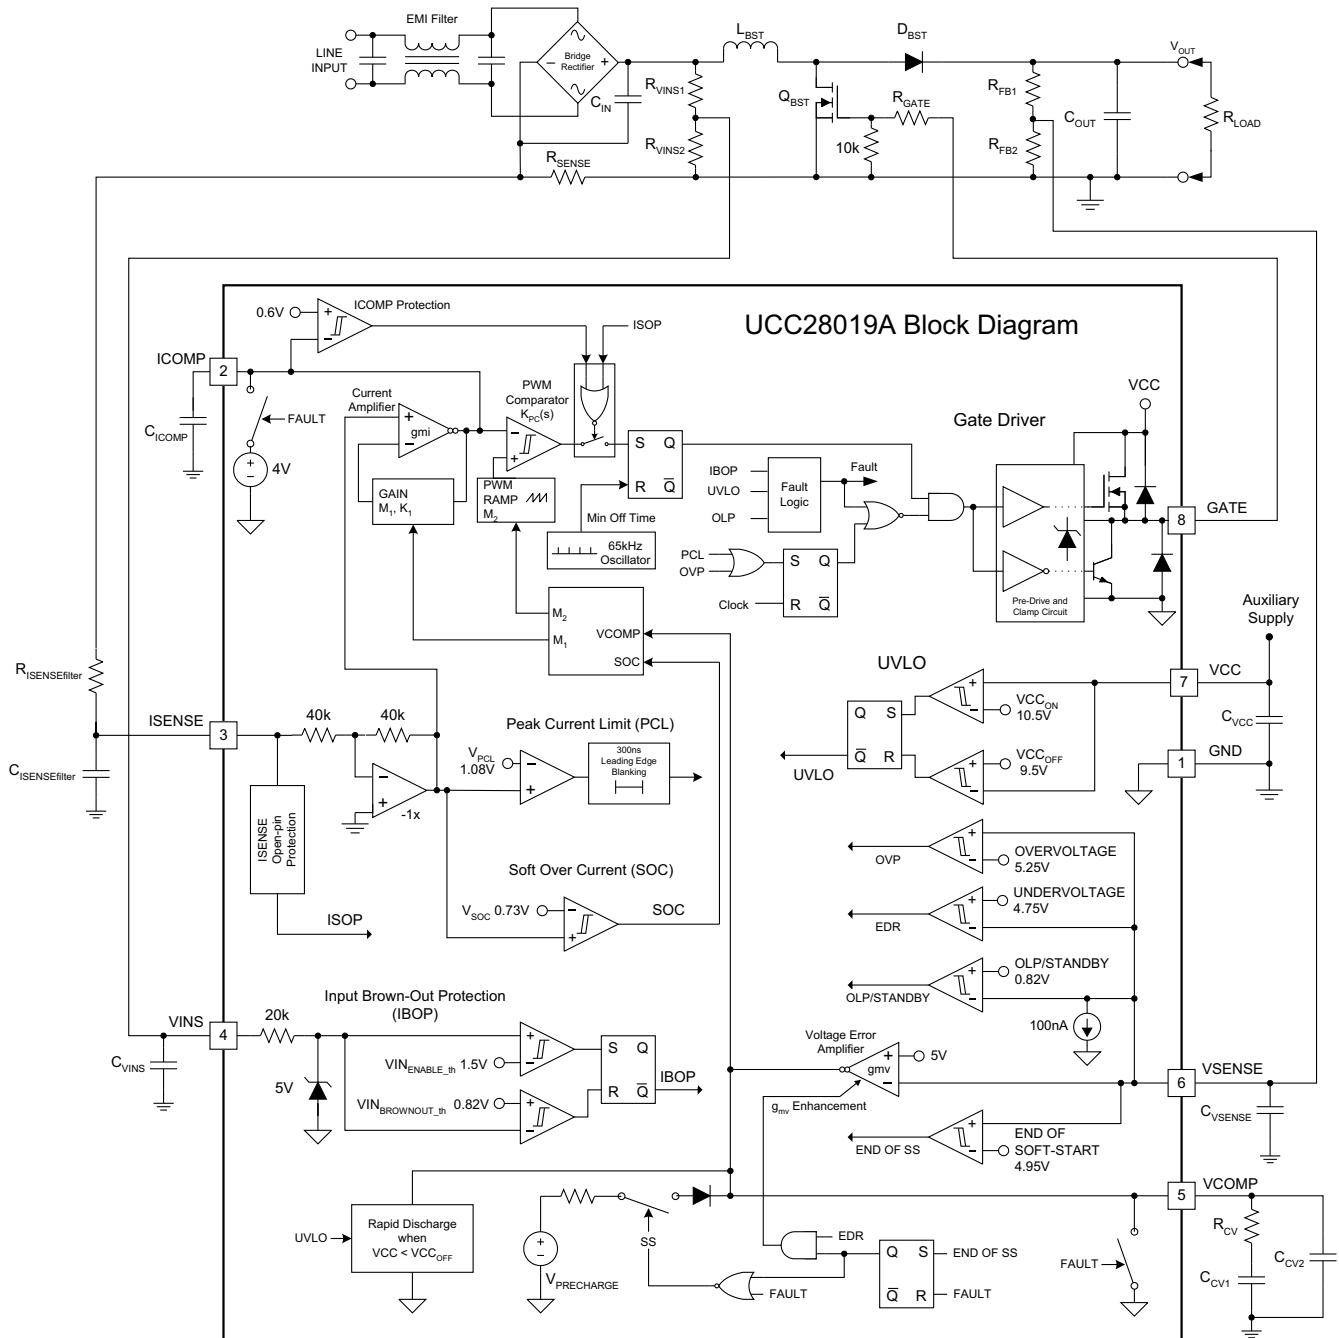 EMI Filter
LINE
INPUT
Bridge
Rectifier
− +
C_IN
R_VINS1
R_VINS2
L_BST
D_BST
Q_BST
R_GATE
10k
R_FB1
R_FB2
C_OUT
V_OUT
R_LOAD
R_SENSE
UCC28019A Block Diagram
0.6V
+
−
ICOMP Protection
ISOP
ICOMP
2
C_ICOMP
FAULT
+
−
4V
Current
Amplifier
+
gmi
−
PWM
Comparator
K_PC(s)
−
+
GAIN
M_1, K_1
PWM
RAMP
M_2
S Q
R Q̅
Min Off Time
65kHz
Oscillator
IBOP
UVLO
OLP
Fault
Logic
Fault
PCL
OVP
Clock
S Q
R Q̅
Gate Driver
VCC
Pre-Drive and
Clamp Circuit
8
GATE
M_2
M_1
VCOMP
SOC
Auxiliary
Supply
R_ISENSEfilter
ISENSE
3
C_ISENSEfilter
40k
40k
−
+
-1x
ISENSE
Open-pin
Protection
ISOP
Peak Current Limit (PCL)
V_PCL
1.08V
−
+
300ns
Leading Edge
Blanking
Soft Over Current (SOC)
V_SOC 0.73V
−
+
SOC
UVLO
Q S
Q̅ R
UVLO
+
−
VCC_ON
10.5V
+
−
VCC_OFF
9.5V
7
VCC
C_VCC
1
GND
+
−
OVERVOLTAGE
5.25V
OVP
+
−
UNDERVOLTAGE
4.75V
EDR
+
−
OLP/STANDBY
0.82V
OLP/STANDBY
100nA
Input Brown-Out Protection
(IBOP)
VINS
4
C_VINS
20k
5V
VIN_ENABLE_th 1.5V
+
−
VIN_BROWNOUT_th 0.82V
+
−
S Q
R Q̅
IBOP
Voltage Error
Amplifier
+
gmv
−
5V
g_mv Enhancement
6
VSENSE
C_VSENSE
+
−
END OF
SOFT-START
4.95V
END OF SS
5
VCOMP
R_CV
C_CV1
C_CV2
FAULT
UVLO
Rapid Discharge
when
VCC < VCC_OFF
+
−
V_PRECHARGE
SS
EDR
FAULT
Q S
Q̅ R
END OF SS
FAULT